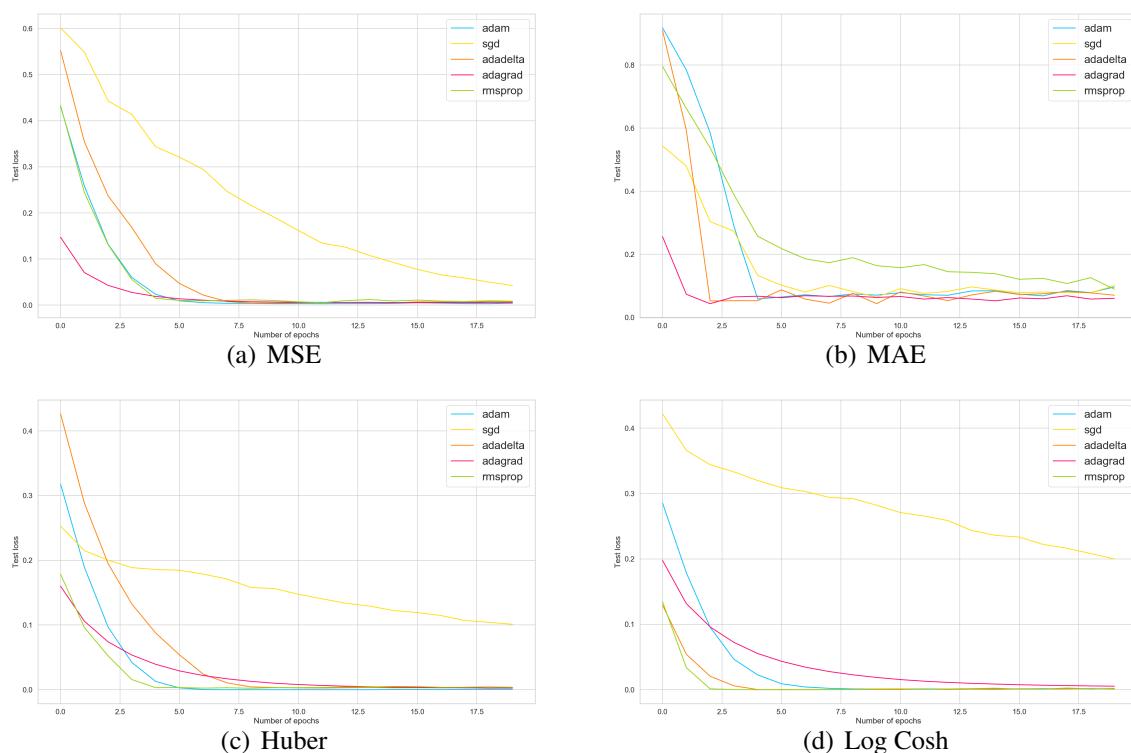 0.6
0.5
0.4
0.3
0.2
0.1
0.0
Test loss
adam
sgd
adadelta
adagrad
rmsprop
0.0 2.5 5.0 7.5 10.0 12.5 15.0 17.5
Number of epochs
(a) MSE
0.8
0.6
0.4
0.2
0.0
Test loss
adam
sgd
adadelta
adagrad
rmsprop
0.0 2.5 5.0 7.5 10.0 12.5 15.0 17.5
Number of epochs
(b) MAE
0.4
0.3
0.2
0.1
0.0
Test loss
adam
sgd
adadelta
adagrad
rmsprop
0.0 2.5 5.0 7.5 10.0 12.5 15.0 17.5
Number of epochs
(c) Huber
0.4
0.3
0.2
0.1
0.0
Test loss
adam
sgd
adadelta
adagrad
rmsprop
0.0 2.5 5.0 7.5 10.0 12.5 15.0 17.5
Number of epochs
(d) Log Cosh